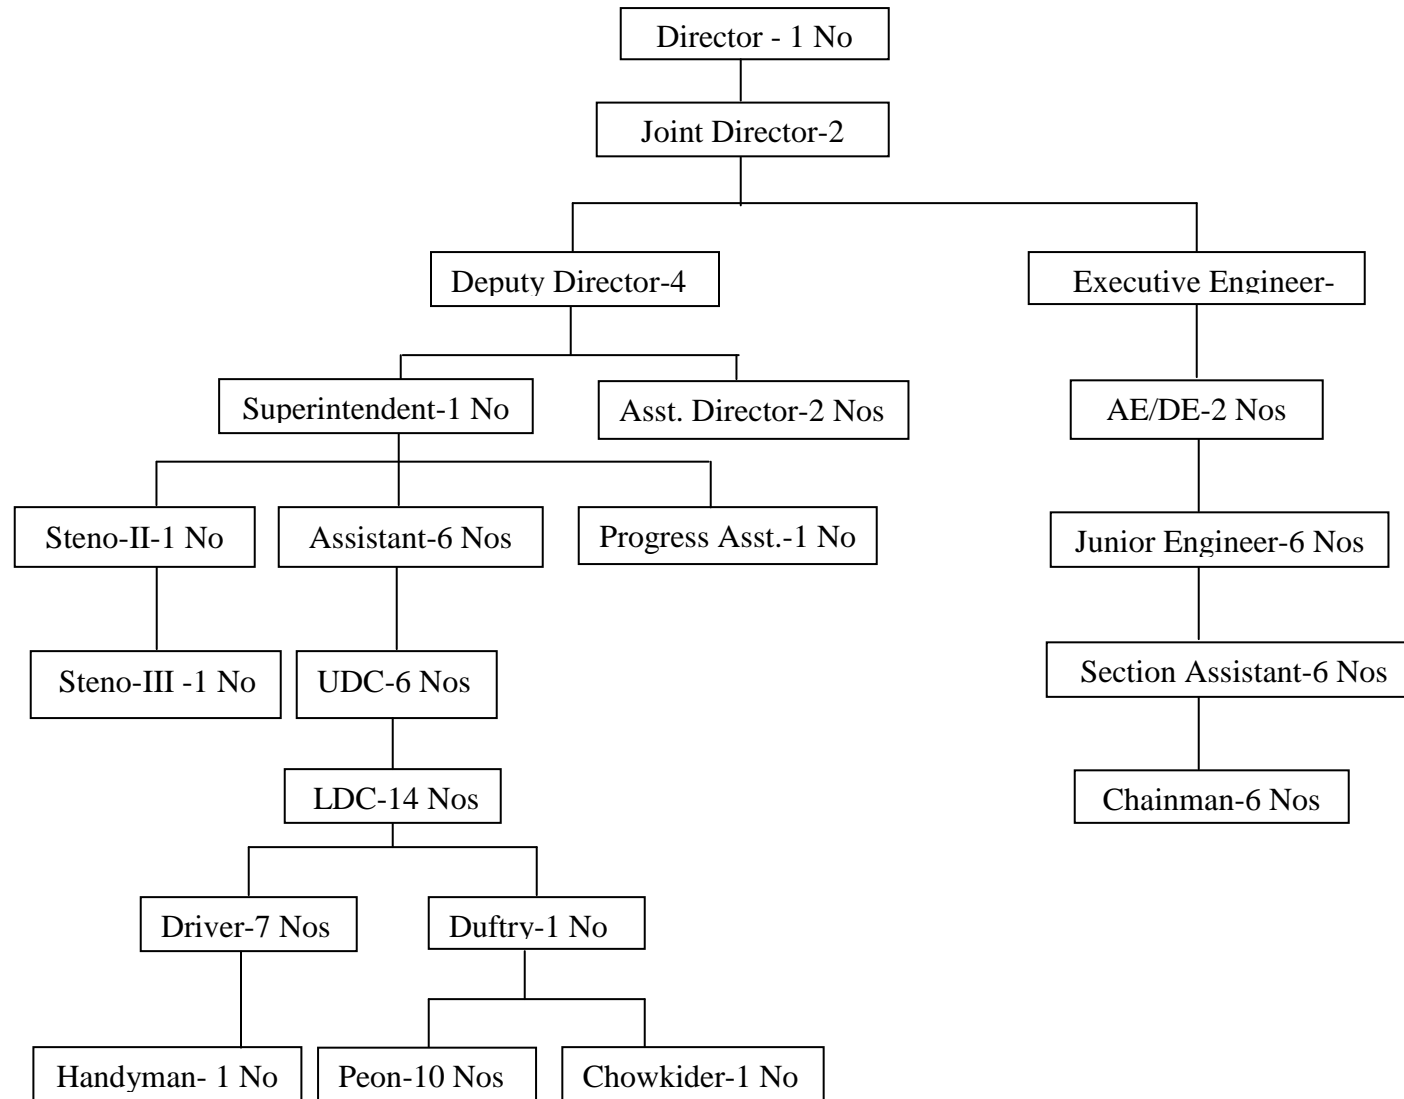 Director - 1 No
Joint Director-2
Deputy Director-4
Executive Engineer-
Superintendent-1 No
Asst. Director-2 Nos
AE/DE-2 Nos
Steno-II-1 No
Assistant-6 Nos
Progress Asst.-1 No
Junior Engineer-6 Nos
Steno-III -1 No
UDC-6 Nos
Section Assistant-6 Nos
LDC-14 Nos
Chainman-6 Nos
Driver-7 Nos
Duftry-1 No
Handyman- 1 No
Peon-10 Nos
Chowkider-1 No